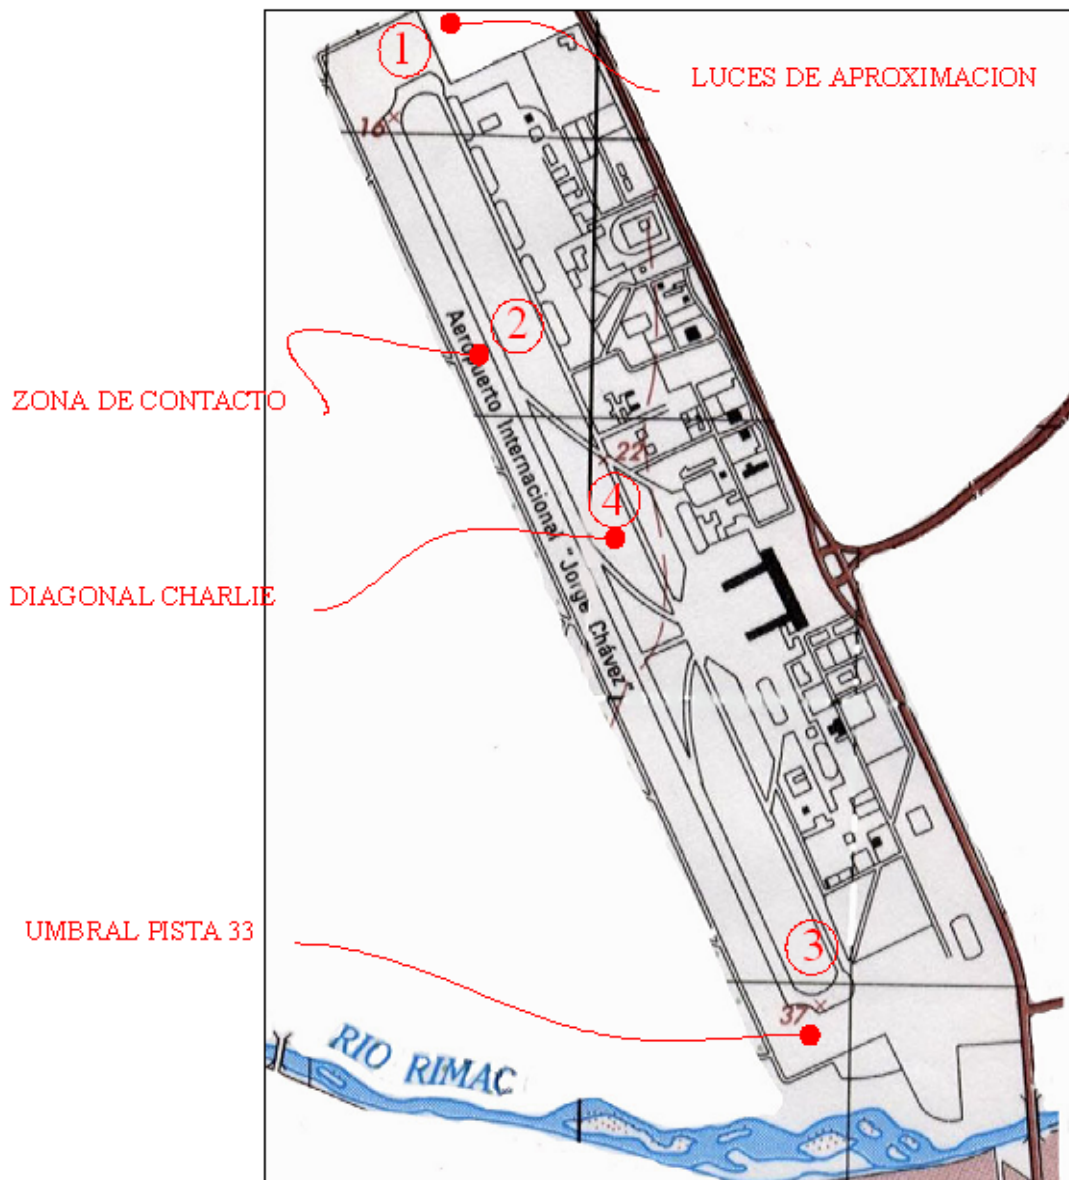 1
LUCES DE APROXIMACION
16
2
Aeropuerto Internacional "Jorge Chávez"
ZONA DE CONTACTO
22
4
DIAGONAL CHARLIE
UMBRAL PISTA 33
3
37
RIO RIMAC